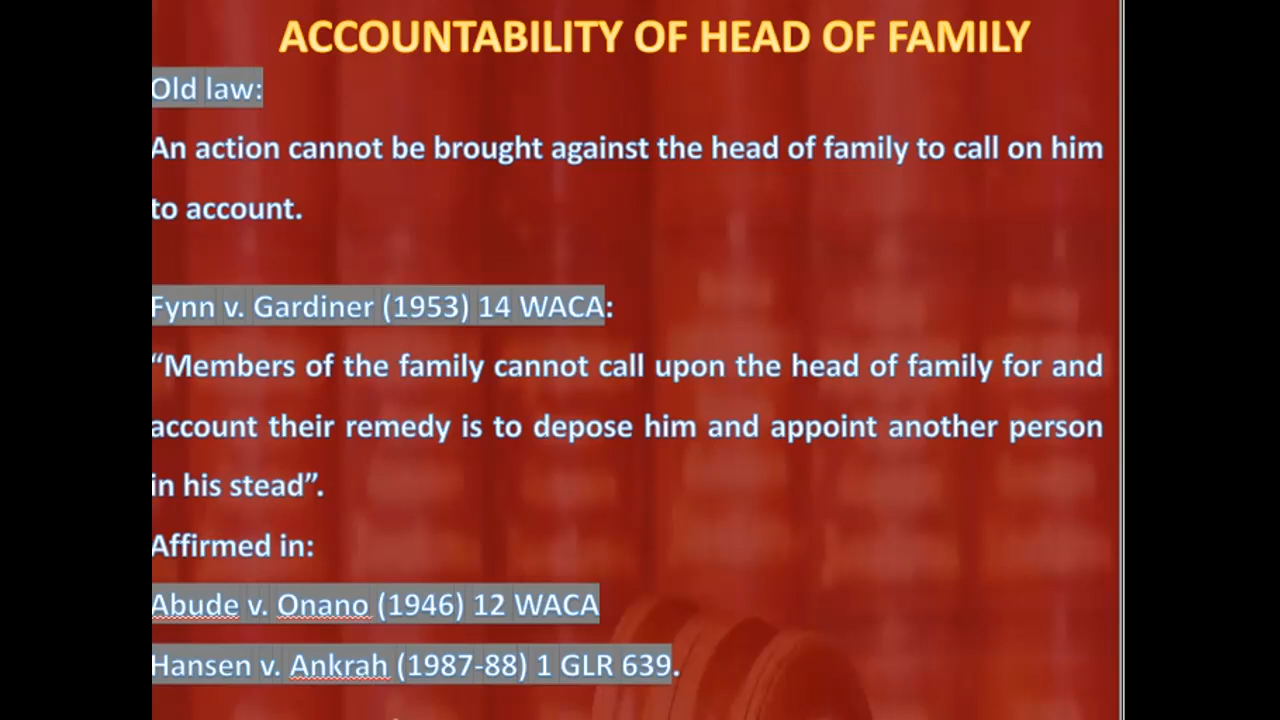 ACCOUNTABILITY OF HEAD OF FAMILY
Old law:
An action cannot be brought against the head of family to call on him
to account.
Fynn v. Gardiner (1953) 14 WACA:
“Members of the family cannot call upon the head of family for and
account their remedy is to depose him and appoint another person
in his stead”.
Affirmed in:
Abude v. Onano (1946) 12 WACA
Hansen v. Ankrah (1987-88) 1 GLR 639.